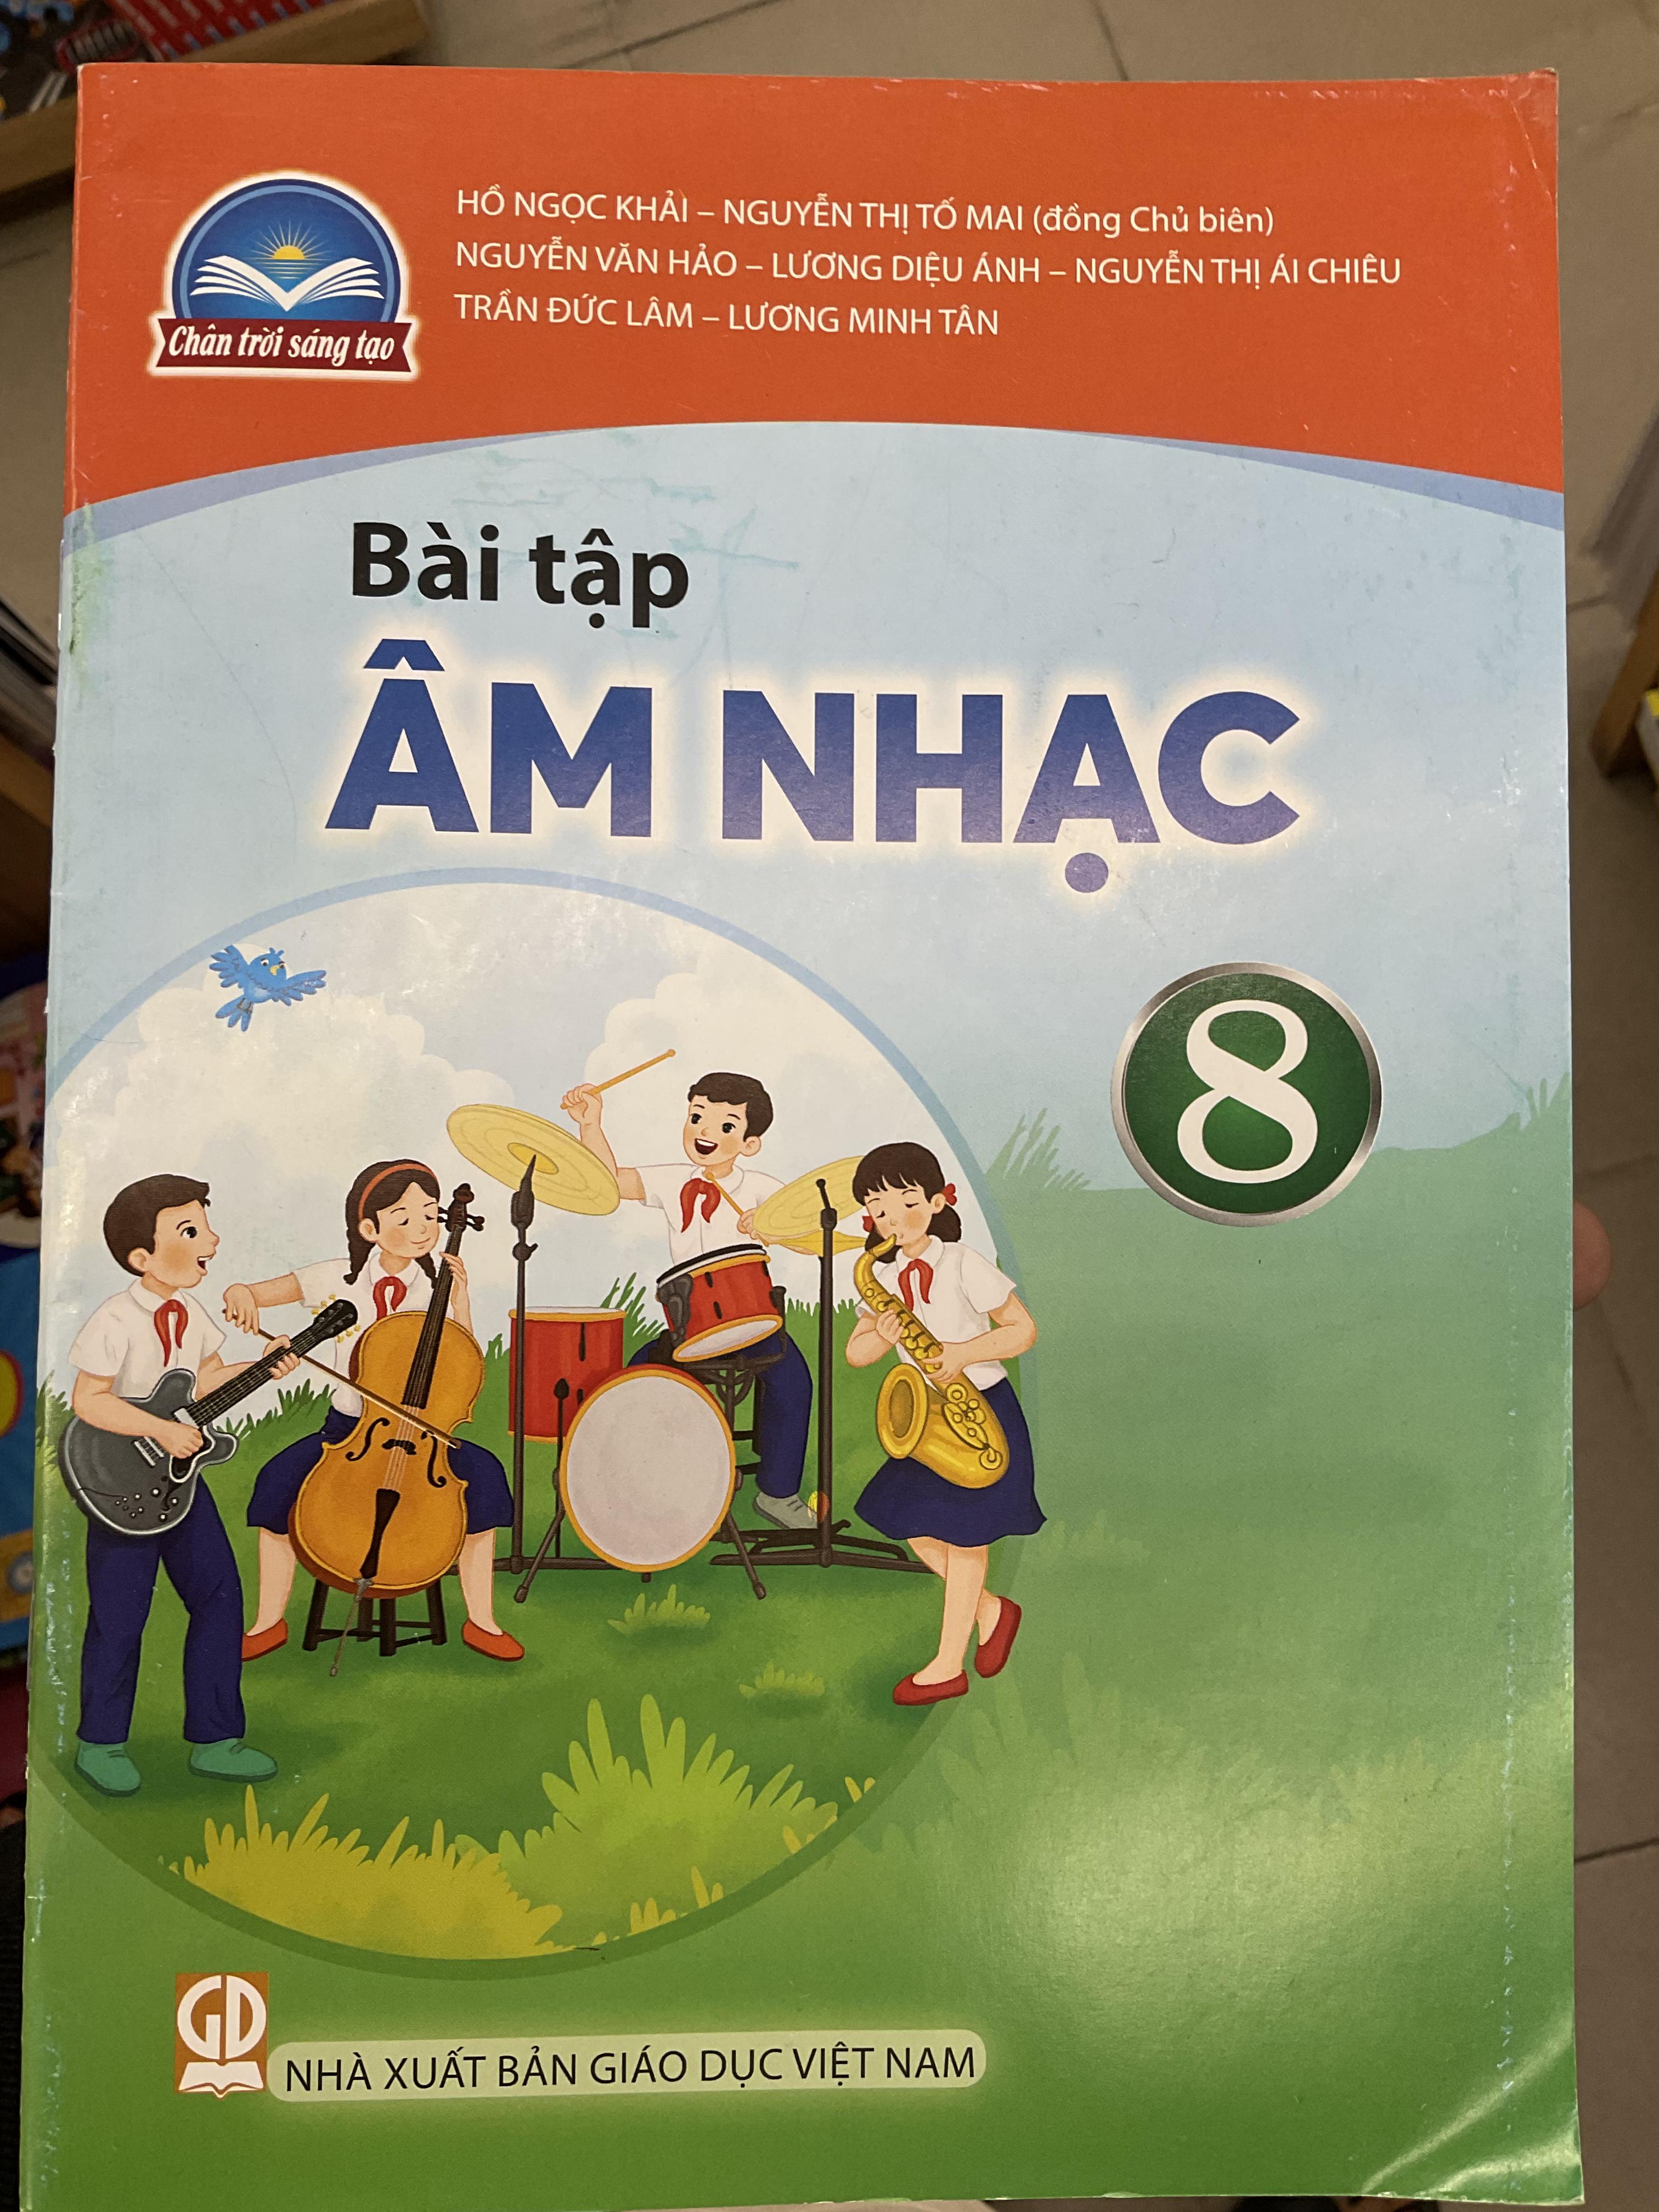 HỒ NGỌC KHẢI – NGUYỄN THỊ TỐ MAI (đồng Chủ biên)
NGUYỄN VĂN HẢO – LƯƠNG DIỆU ÁNH – NGUYỄN THỊ ÁI CHIÊU
TRẦN ĐỨC LÂM – LƯƠNG MINH TÂN
Chân trời sáng tạo
Bài tập
ÂM NHẠC
8
GD
NHÀ XUẤT BẢN GIÁO DỤC VIỆT NAM